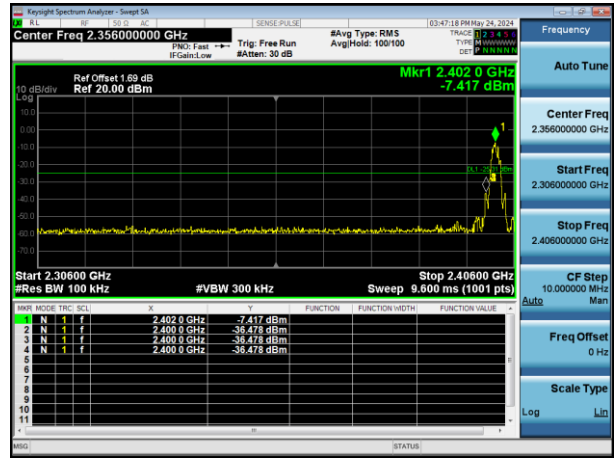 Keysight Spectrum Analyzer - Swept SA
RL RF 50 Ω AC SENSE:PULSE 03:47:18 PM May 24, 2024
Center Freq 2.356000000 GHz
#Avg Type: RMS
TRACE 1 2 3 4 5 6
PNO: Fast
Trig: Free Run
Avg|Hold: 100/100
TYPE M WWWWW
IFGain:Low
#Atten: 30 dB
DET P N N N N N
Frequency
Auto Tune
Ref Offset 1.69 dB
Mkr1 2.402 0 GHz
10 dB/div Ref 20.00 dBm
-7.417 dBm
Log
10.0
0.00
-10.0
-20.0
-30.0
-40.0
-50.0
-60.0
-70.0
1
Center Freq
2.356000000 GHz
Start Freq
2.306000000 GHz
Stop Freq
2.406000000 GHz
Start 2.30600 GHz
Stop 2.40600 GHz
#Res BW 100 kHz
#VBW 300 kHz
Sweep 9.600 ms (1001 pts)
CF Step
10.000000 MHz
Auto Man
MKR MODE TRC SCL X Y FUNCTION FUNCTION WIDTH FUNCTION VALUE
1 N 1 f 2.402 0 GHz -7.417 dBm
2 N 1 f 2.400 0 GHz -36.478 dBm
3 N 1 f 2.400 0 GHz -36.478 dBm
4 N 1 f 2.400 0 GHz -36.478 dBm
5
6
7
8
9
10
11
Freq Offset
0 Hz
Scale Type
Log Lin
MSG
STATUS